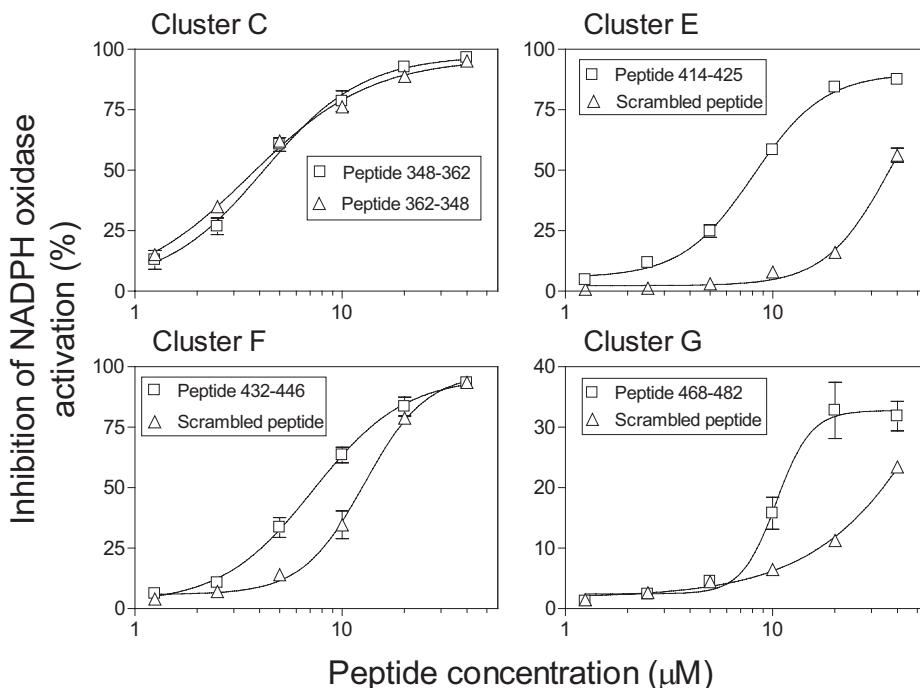 Cluster C
Cluster E
100
75
50
25
0
Peptide 348-362
Peptide 362-348
1
10
100
75
50
25
0
Peptide 414-425
Scrambled peptide
1
10
Cluster F
Cluster G
100
75
50
25
0
Peptide 432-446
Scrambled peptide
1
10
40
30
20
10
0
Peptide 468-482
Scrambled peptide
1
10
Inhibition of NADPH oxidase
activation (%)
Peptide concentration (μM)